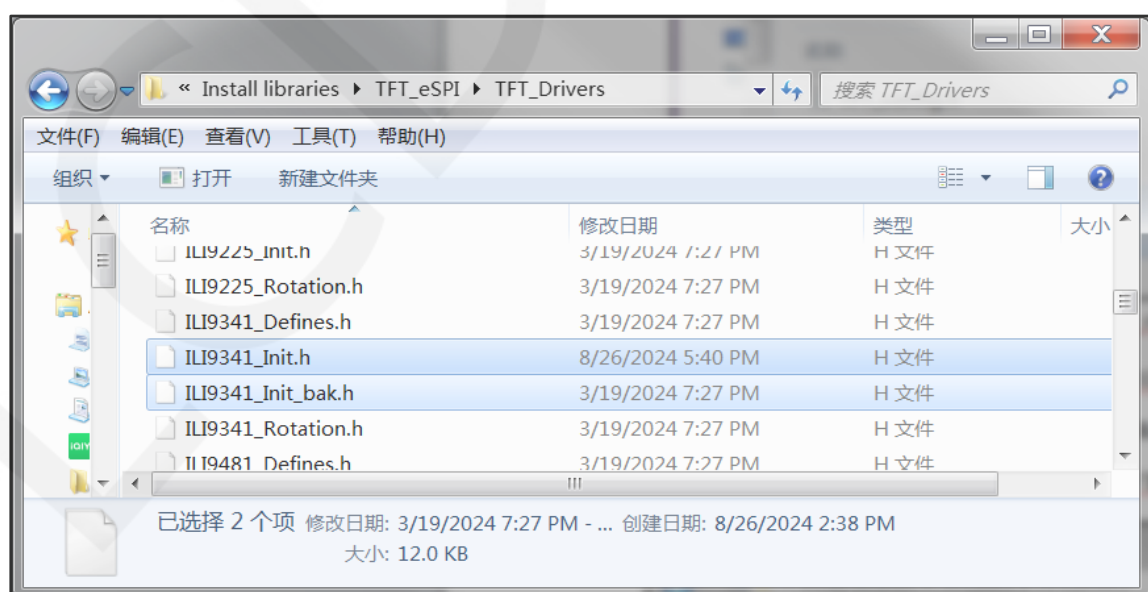 « Install libraries ▸ TFT_eSPI ▸ TFT_Drivers 搜索 TFT_Drivers
文件(F) 编辑(E) 查看(V) 工具(T) 帮助(H)
组织 打开 新建文件夹
名称 修改日期 类型 大小
ILI9225_Init.h 3/19/2024 7:27 PM H 文件
ILI9225_Rotation.h 3/19/2024 7:27 PM H 文件
ILI9341_Defines.h 3/19/2024 7:27 PM H 文件
ILI9341_Init.h 8/26/2024 5:40 PM H 文件
ILI9341_Init_bak.h 3/19/2024 7:27 PM H 文件
ILI9341_Rotation.h 3/19/2024 7:27 PM H 文件
ILI9481_Defines.h 3/19/2024 7:27 PM H 文件
已选择 2 个项 修改日期: 3/19/2024 7:27 PM - ... 创建日期: 8/26/2024 2:38 PM
大小: 12.0 KB